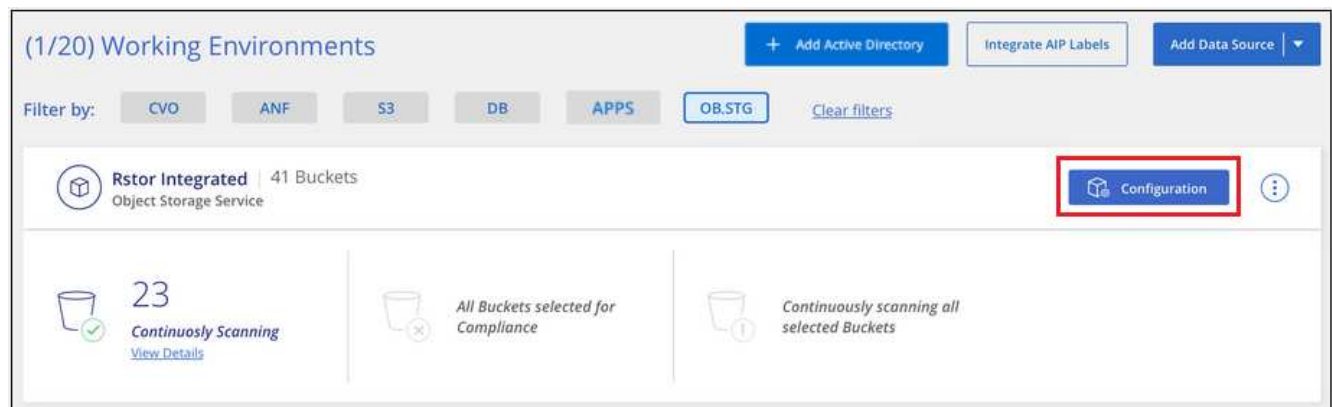 (1/20) Working Environments
+ Add Active Directory
Integrate AIP Labels
Add Data Source
Filter by:
CVO
ANF
S3
DB
APPS
OB.STG
Clear filters
Rstor Integrated | 41 Buckets
Object Storage Service
Configuration
23
Continuosly Scanning
View Details
All Buckets selected for
Compliance
Continuously scanning all
selected Buckets